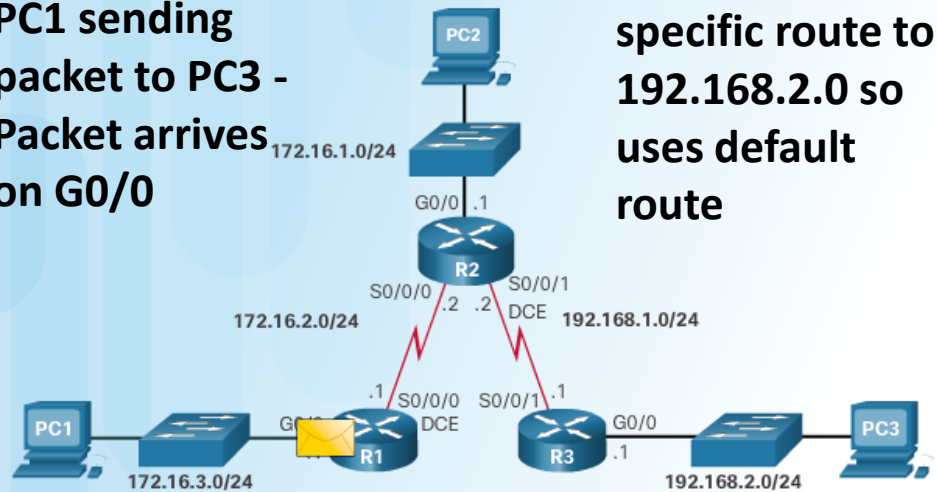 PC1 sending
packet to PC3 -
Packet arrives
on G0/0
specific route to
192.168.2.0 so
uses default
route
PC2
172.16.1.0/24
G0/0 .1
R2
S0/0/0 .2 .2 S0/0/1
DCE
172.16.2.0/24
192.168.1.0/24
.1 S0/0/0
DCE
S0/0/1 .1
PC1
R1
R3
G0/0
.1
PC3
172.16.3.0/24
192.168.2.0/24